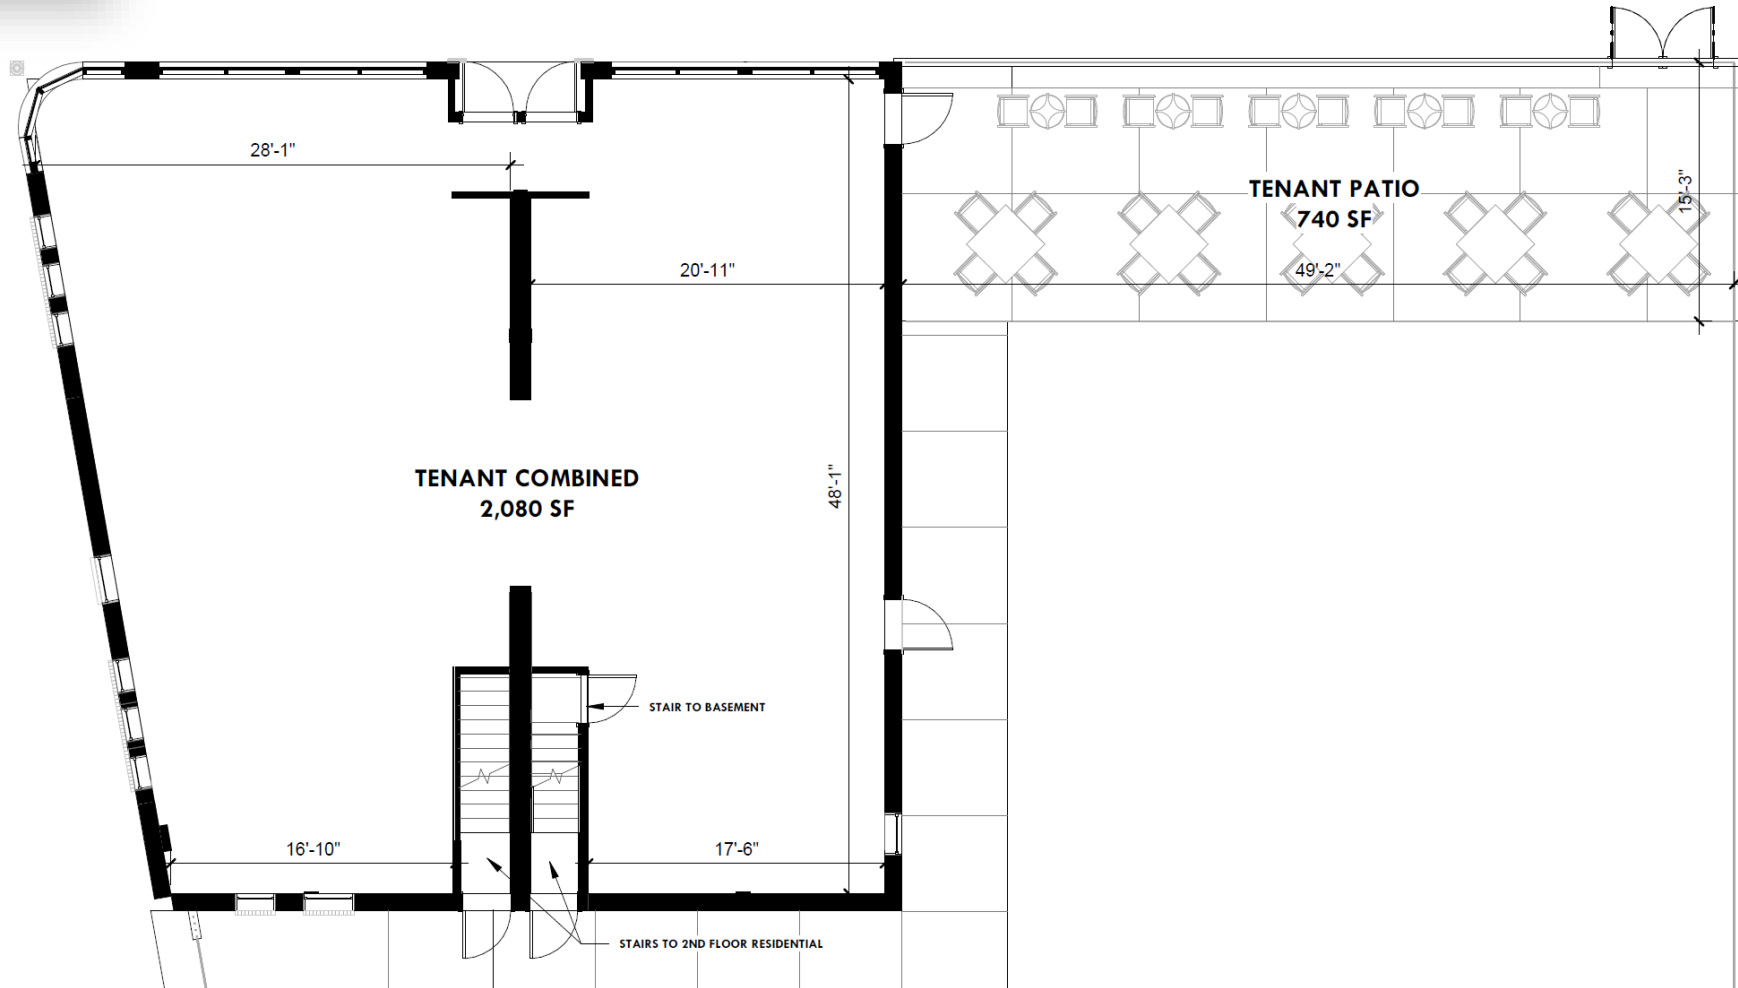 28'-1"
TENANT PATIO
740 SF
15'-3"
20'-11"
49'-2"
TENANT COMBINED
2,080 SF
48'-1"
STAIR TO BASEMENT
16'-10"
17'-6"
STAIRS TO 2ND FLOOR RESIDENTIAL